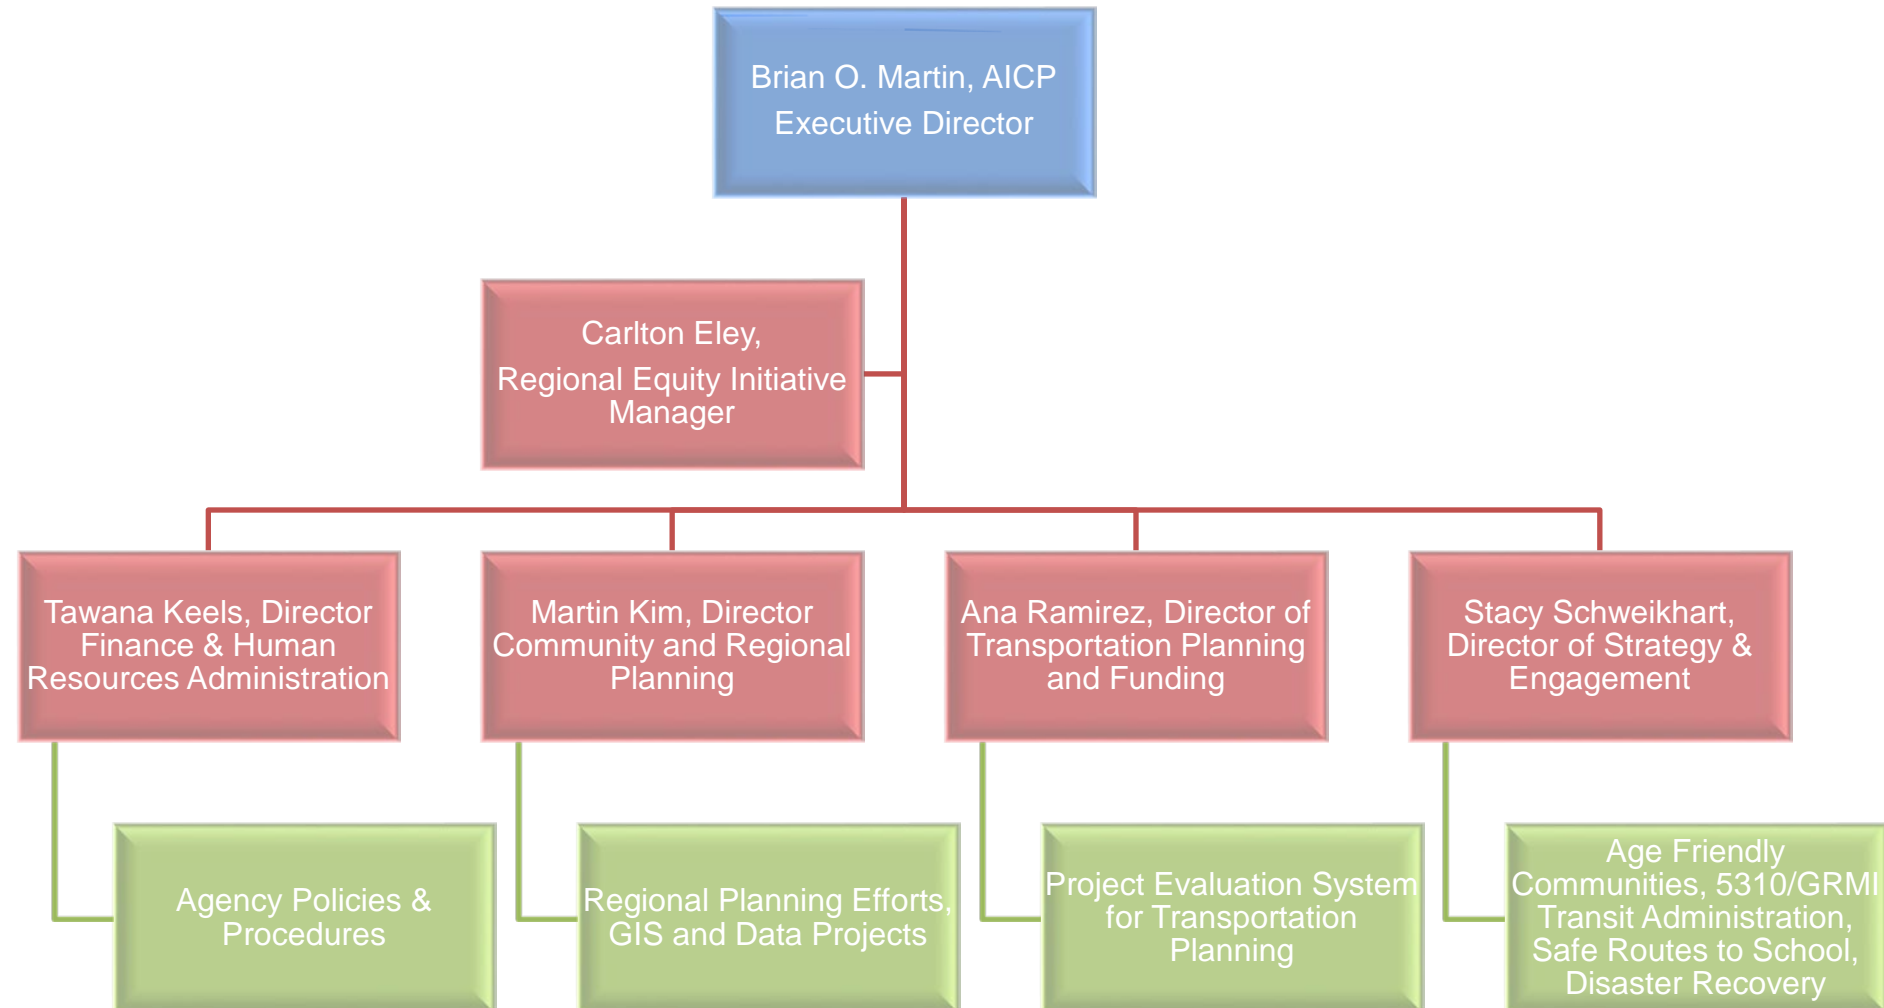 Brian O. Martin, AICP
Executive Director
Carlton Eley,
Regional Equity Initiative
Manager
Tawana Keels, Director
Finance & Human
Resources Administration
Martin Kim, Director
Community and Regional
Planning
Ana Ramirez, Director of
Transportation Planning
and Funding
Stacy Schweikhart,
Director of Strategy &
Engagement
Agency Policies &
Procedures
Regional Planning Efforts,
GIS and Data Projects
Project Evaluation System
for Transportation
Planning
Age Friendly
Communities, 5310/GRMI
Transit Administration,
Safe Routes to School,
Disaster Recovery